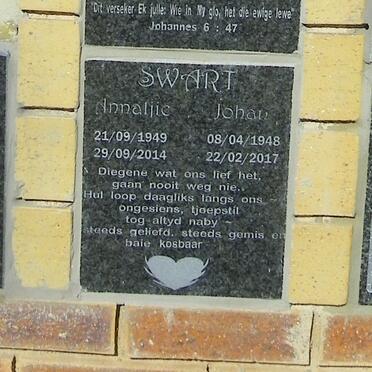 "Dit verseker Ek julle: Wie in My glo, het die ewige lewe"
Johannes 6 : 47
SWART
Annaljie Johan
21/09/1949 08/04/1948
29/09/2014 22/02/2017
Diegene wat ons lief het,
gaan nooit weg nie.
Hul loop daagliks langs ons
ongesiens, tjoepstil
tog altyd naby
steeds geliefd, steeds gemis en
baie kosbaar